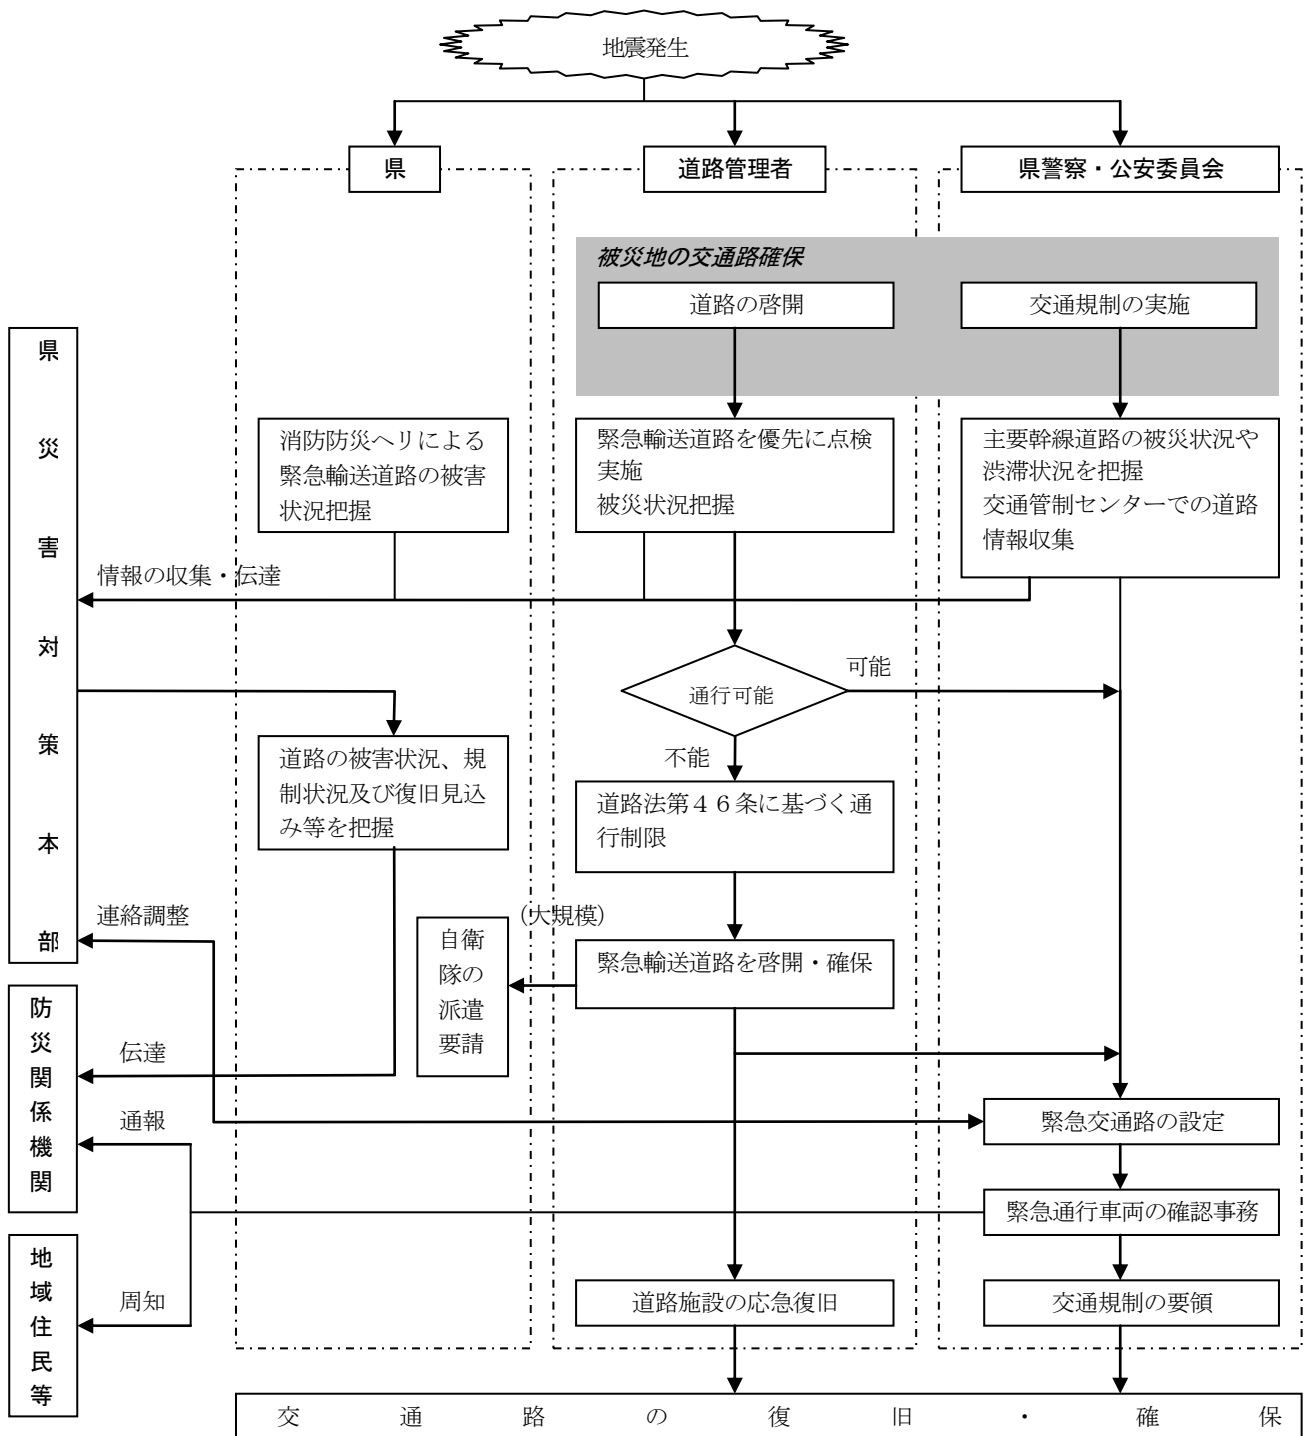 地震発生
県
道路管理者
県警察・公安委員会
被災地の交通路確保
道路の啓開
交通規制の実施
県災害対策本部
消防防災ヘリによる
緊急輸送道路の被害
状況把握
緊急輸送道路を優先に点検
実施
被災状況把握
主要幹線道路の被災状況や
渋滞状況を把握
交通管制センターでの道路
情報収集
情報の収集・伝達
通行可能
可能
不能
道路の被害状況、規
制状況及び復旧見込
み等を把握
道路法第46条に基づく通
行制限
連絡調整
(大規模)
自衛
隊の
派遣
要請
緊急輸送道路を啓開・確保
防災関係機関
伝達
通報
緊急交通路の設定
緊急通行車両の確認事務
地域住民等
周知
道路施設の応急復旧
交通規制の要領
交通路の復旧・確保